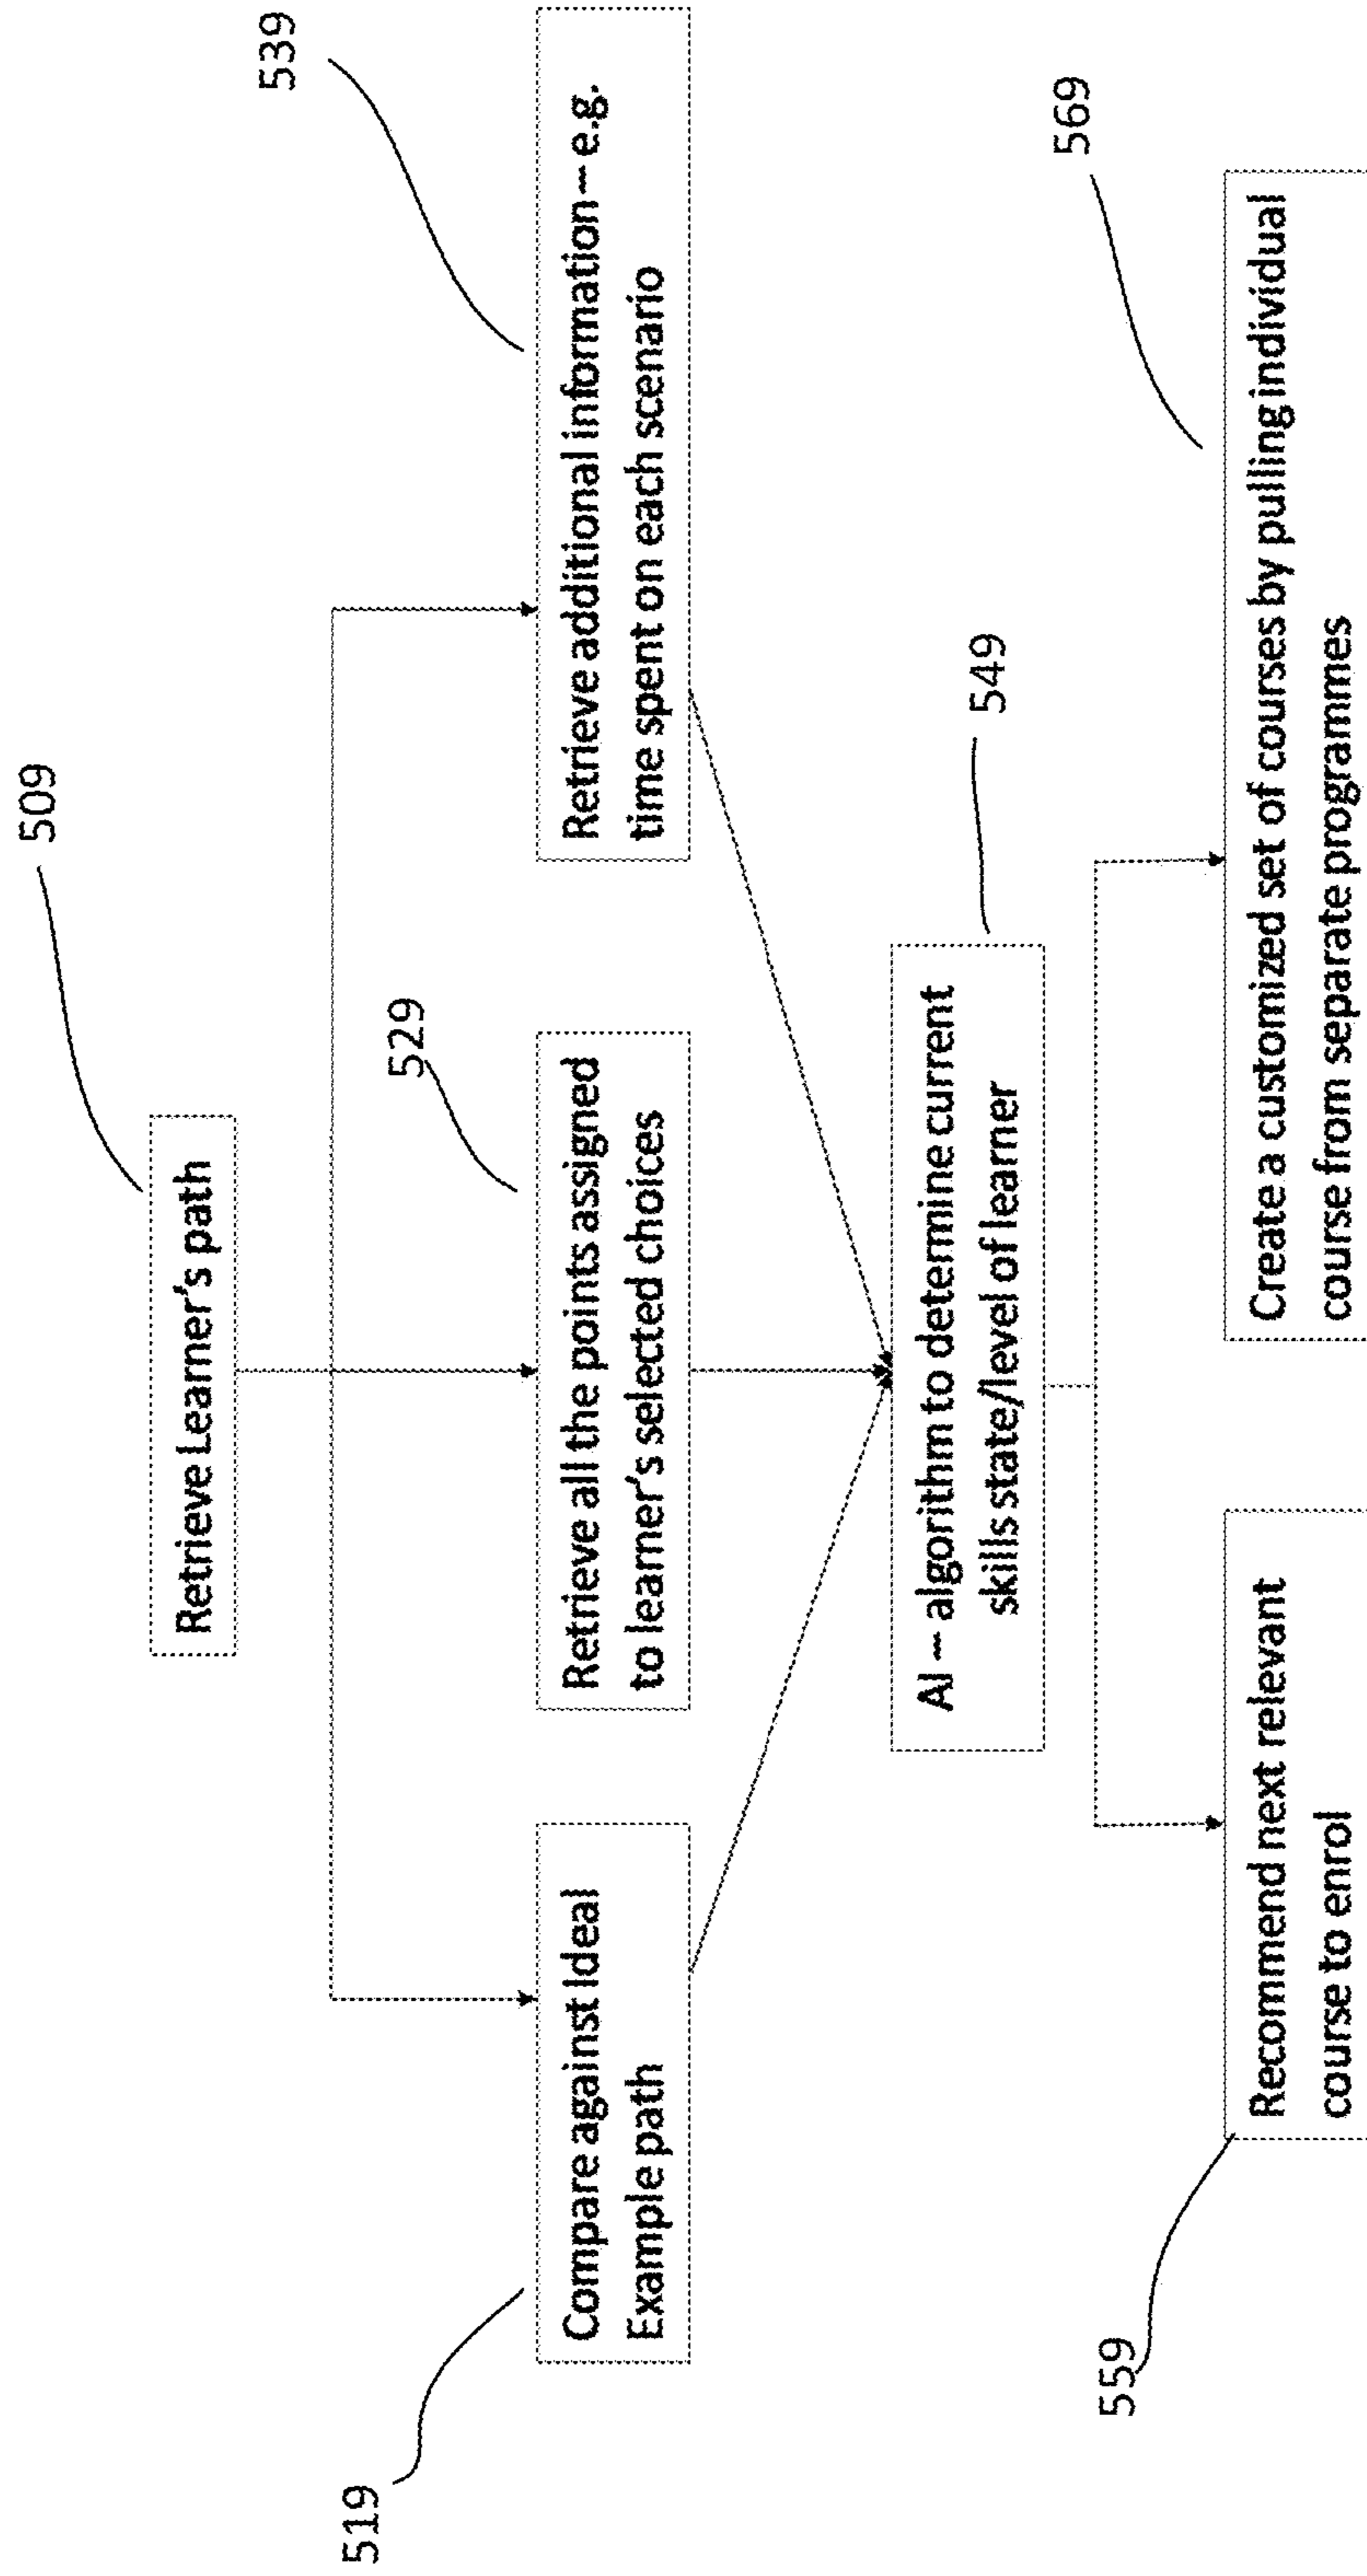 509
Retrieve Learner's path
539
529
519
Compare against Ideal
Example path
Retrieve all the points assigned
to learner's selected choices
Retrieve additional information -- e.g.
time spent on each scenario
549
AI -- algorithm to determine current
skills state/level of learner
569
559
Recommend next relevant
course to enrol
Create a customized set of courses by pulling individual
course from separate programmes